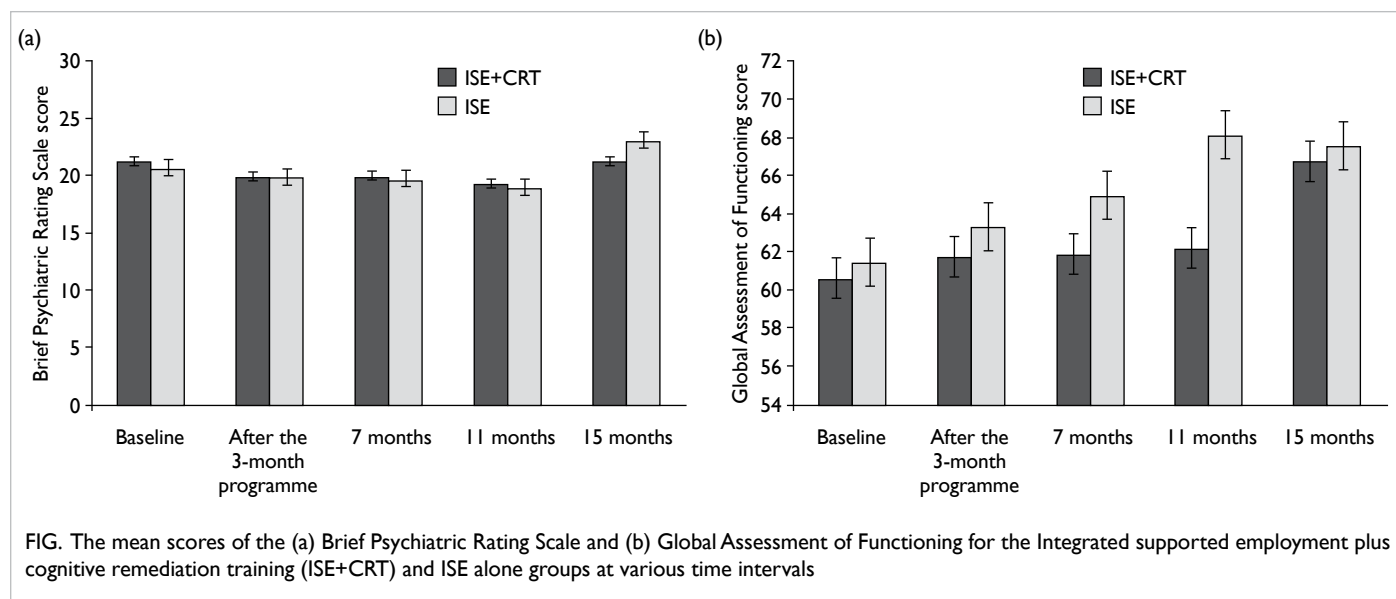 (a)
30
25
20
15
10
5
0
Brief Psychiatric Rating Scale score
ISE+CRT
ISE
Baseline
After the
3-month
programme
7 months
11 months
15 months
(b)
72
70
68
66
64
62
60
58
56
54
Global Assessment of Functioning score
ISE+CRT
ISE
Baseline
After the
3-month
programme
7 months
11 months
15 months
FIG. The mean scores of the (a) Brief Psychiatric Rating Scale and (b) Global Assessment of Functioning for the Integrated supported employment plus
cognitive remediation training (ISE+CRT) and ISE alone groups at various time intervals